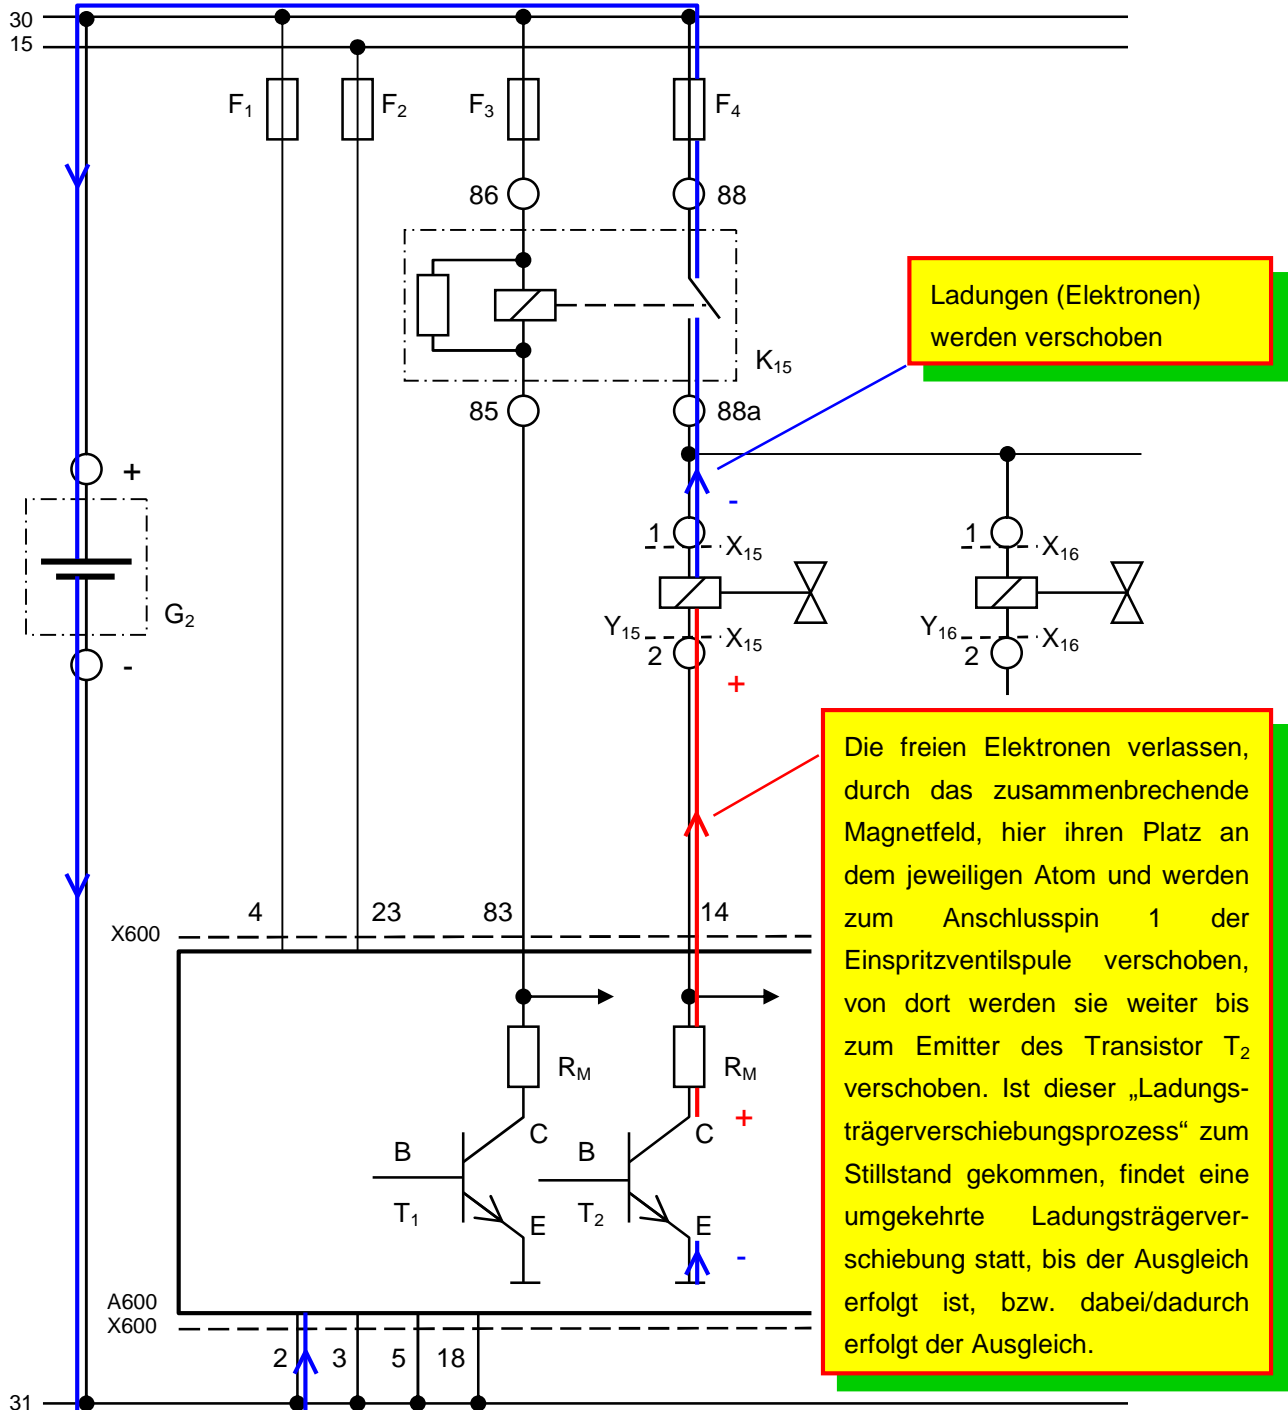 30
15
F1 F2 F3 F4
86 88
Ladungen (Elektronen)
werden verschoben
K15
85 88a
+
-
1 X15 1 X16
G2
Y15 X15 Y16 X16
2 2
-
+
Die freien Elektronen verlassen,
durch das zusammenbrechende
Magnetfeld, hier ihren Platz an
dem jeweiligen Atom und werden
zum Anschlusspin 1 der
Einspritzventilspule verschoben,
von dort werden sie weiter bis
zum Emitter des Transistor T2
verschoben. Ist dieser „Ladungs-
trägerverschiebungsprozess“ zum
Stillstand gekommen, findet eine
umgekehrte Ladungsträgerver-
schiebung statt, bis der Ausgleich
erfolgt ist, bzw. dabei/dadurch
erfolgt der Ausgleich.
4 23 83 14
X600
RM RM
+
C C
B B
T1 T2
E E
-
A600
X600
2 3 5 18
31